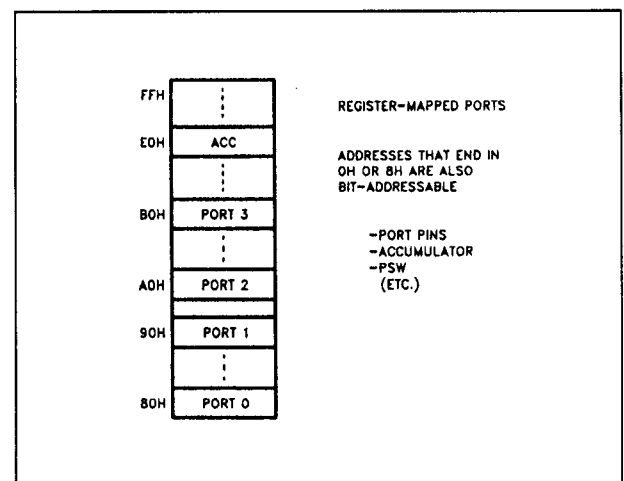 FFH
E0H ACC
B0H PORT 3
A0H PORT 2
90H PORT 1
80H PORT 0
REGISTER-MAPPED PORTS
ADDRESSES THAT END IN
0H OR 8H ARE ALSO
BIT-ADDRESSABLE
-PORT PINS
-ACCUMULATOR
-PSW
(ETC.)